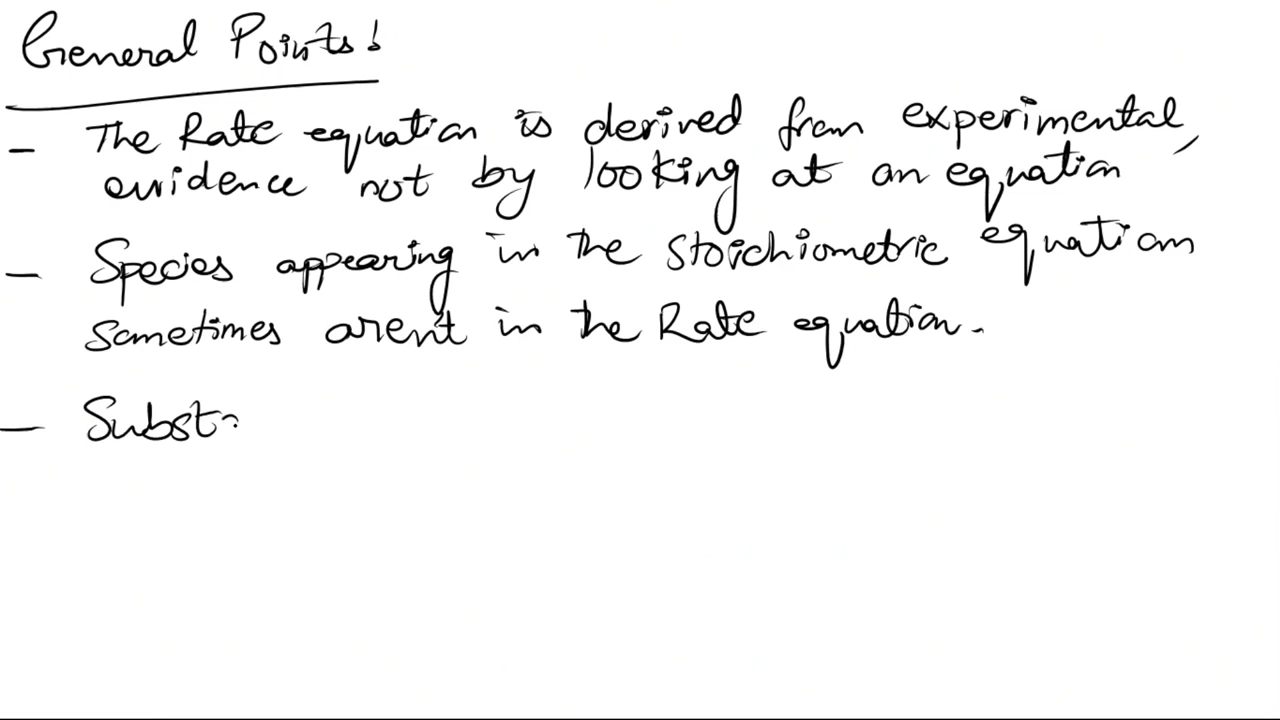 General Points!
- The Rate equation is derived from experimental,
evidence not by looking at an equation
- Species appearing in the stoichiometric equation
sometimes aren't in the Rate equation.
- Subst